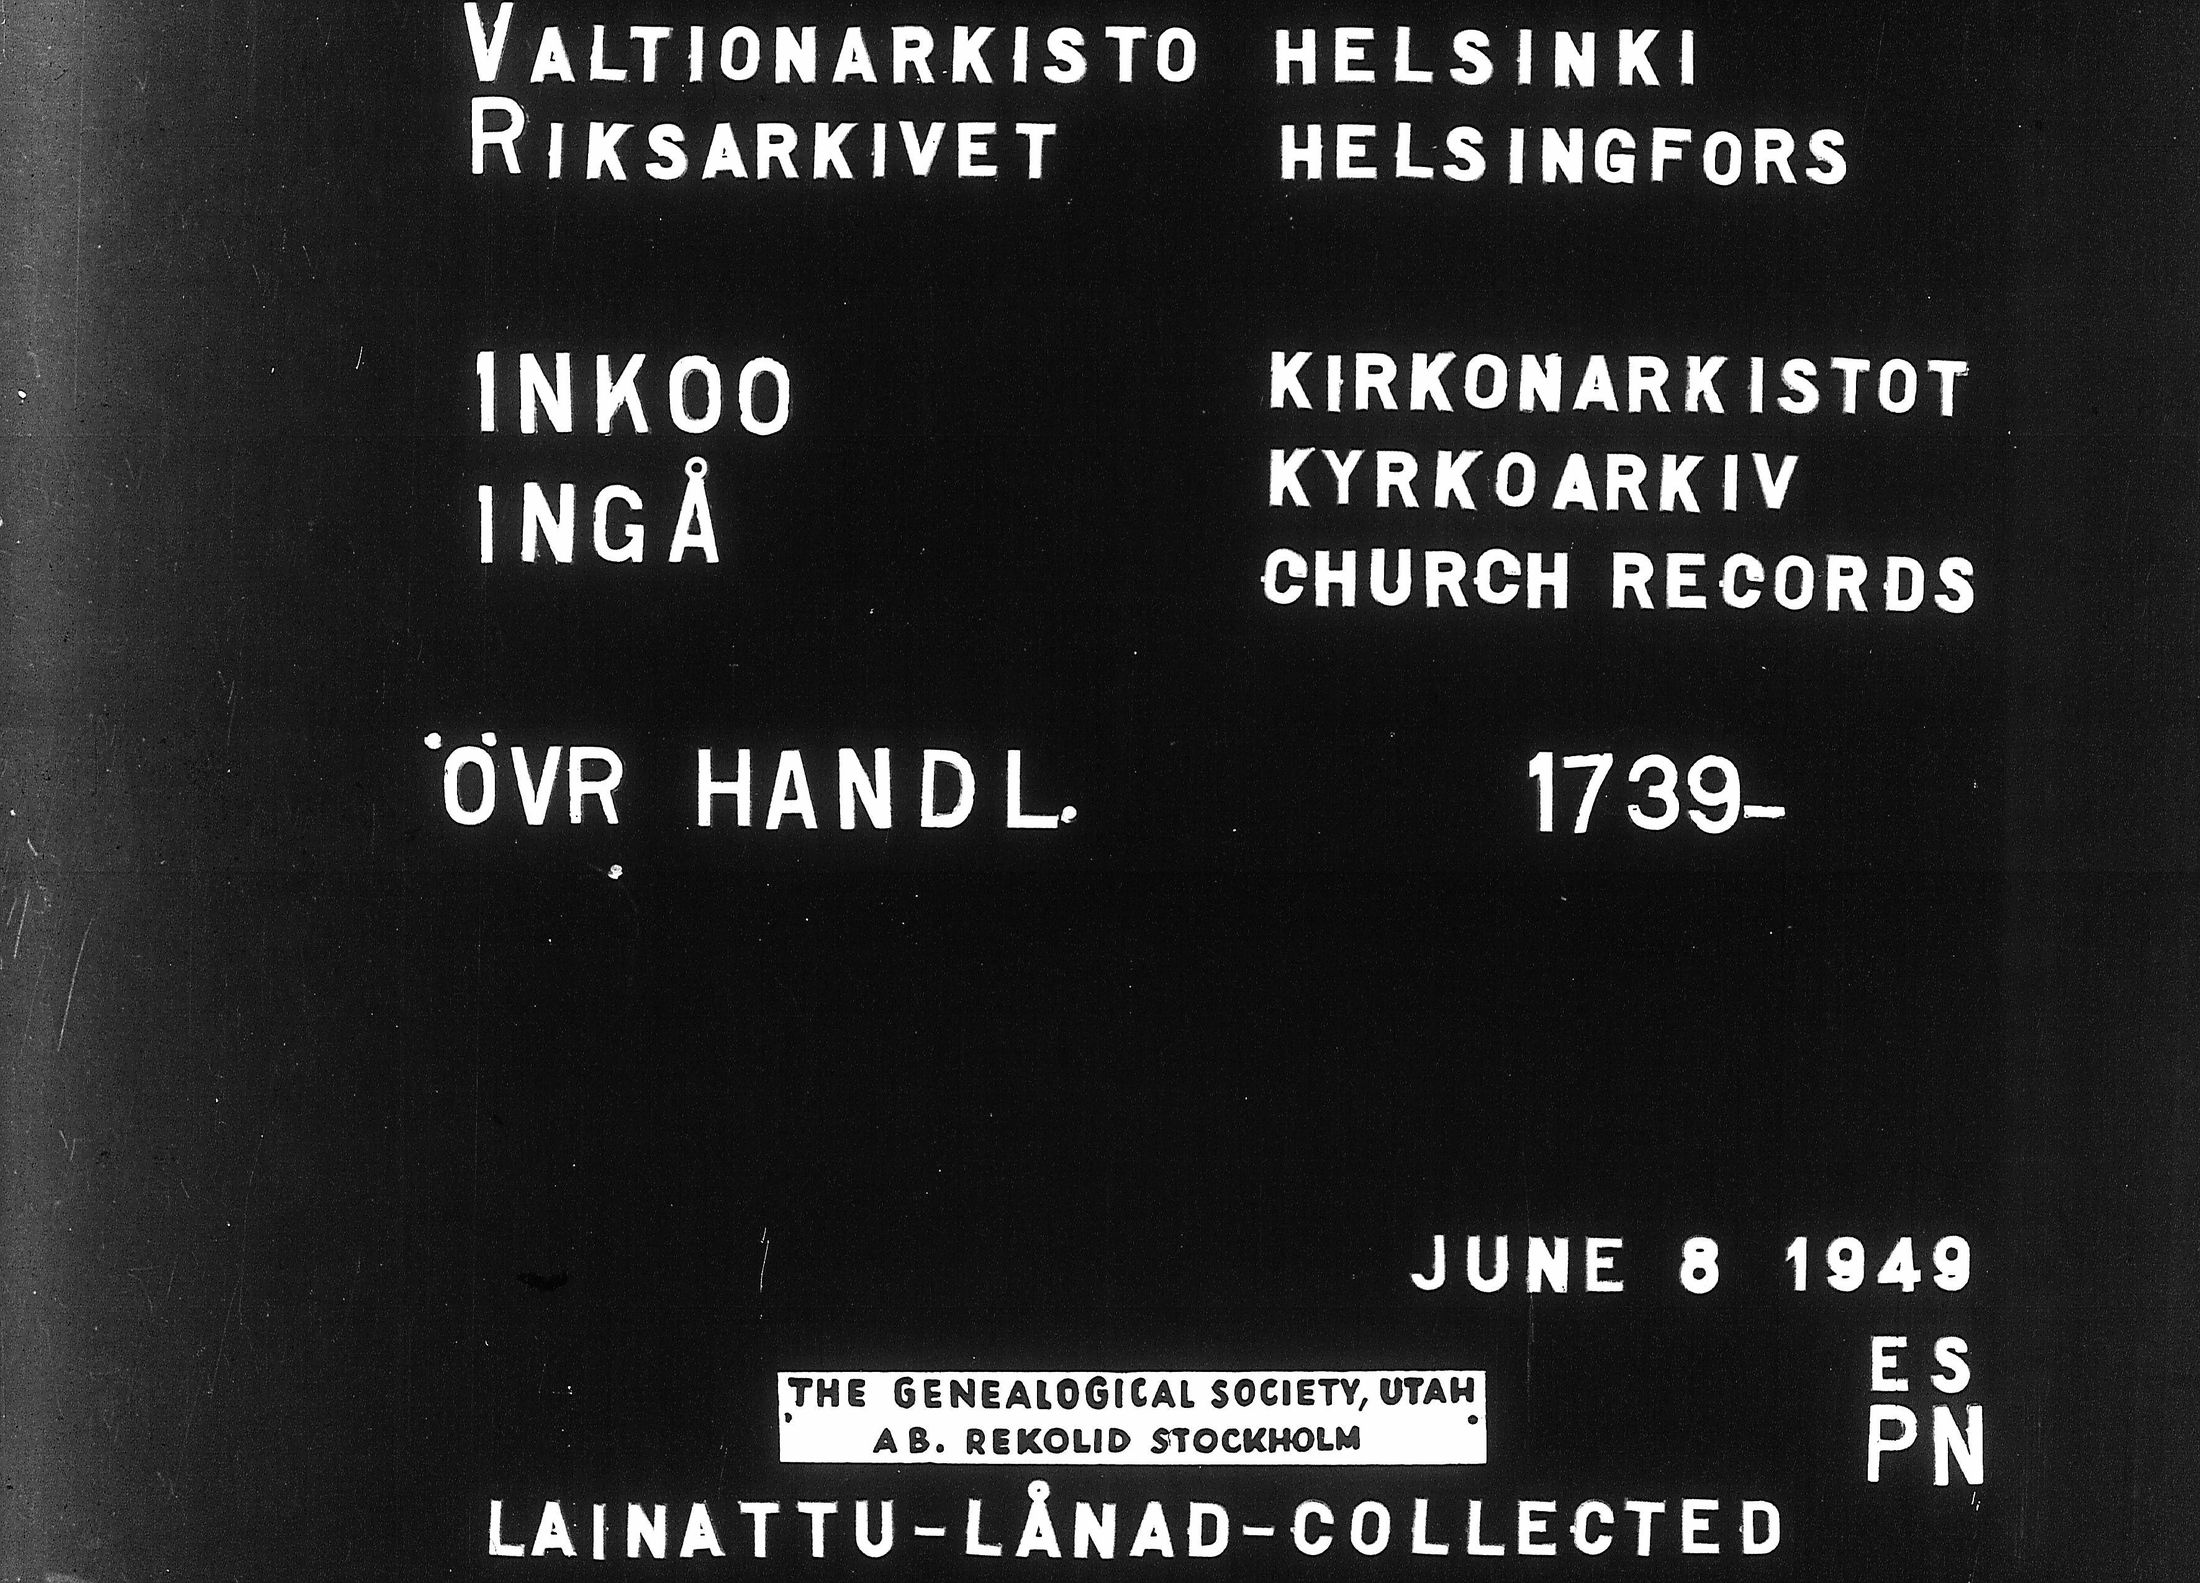 VALTIONARKISTO HELSINKI
RIKSARKIVET HELSINGFORS
INKOO
INGÅ
KIRKONARKISTOT
KYRKOARKIV
CHURCH RECORDS
ÖVR HANDL. 1739-
JUNE 8 1949
ES
PN
THE GENEALOGICAL SOCIETY, UTAH
AB. REKOLID STOCKHOLM
LAINATTU-LÅNAD-COLLECTED